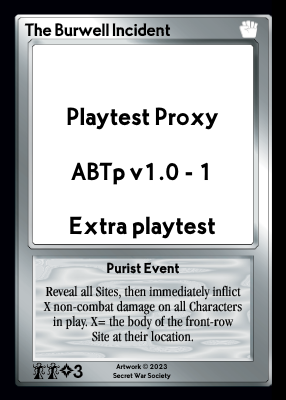 The Burwell Incident
Playtest Proxy
ABTp v1.0 - 1
Extra playtest
Purist Event
Reveal all Sites, then immediately inflict
X non-combat damage on all Characters
in play. X= the body of the front-row
Site at their location.
3
Artwork © 2023
Secret War Society